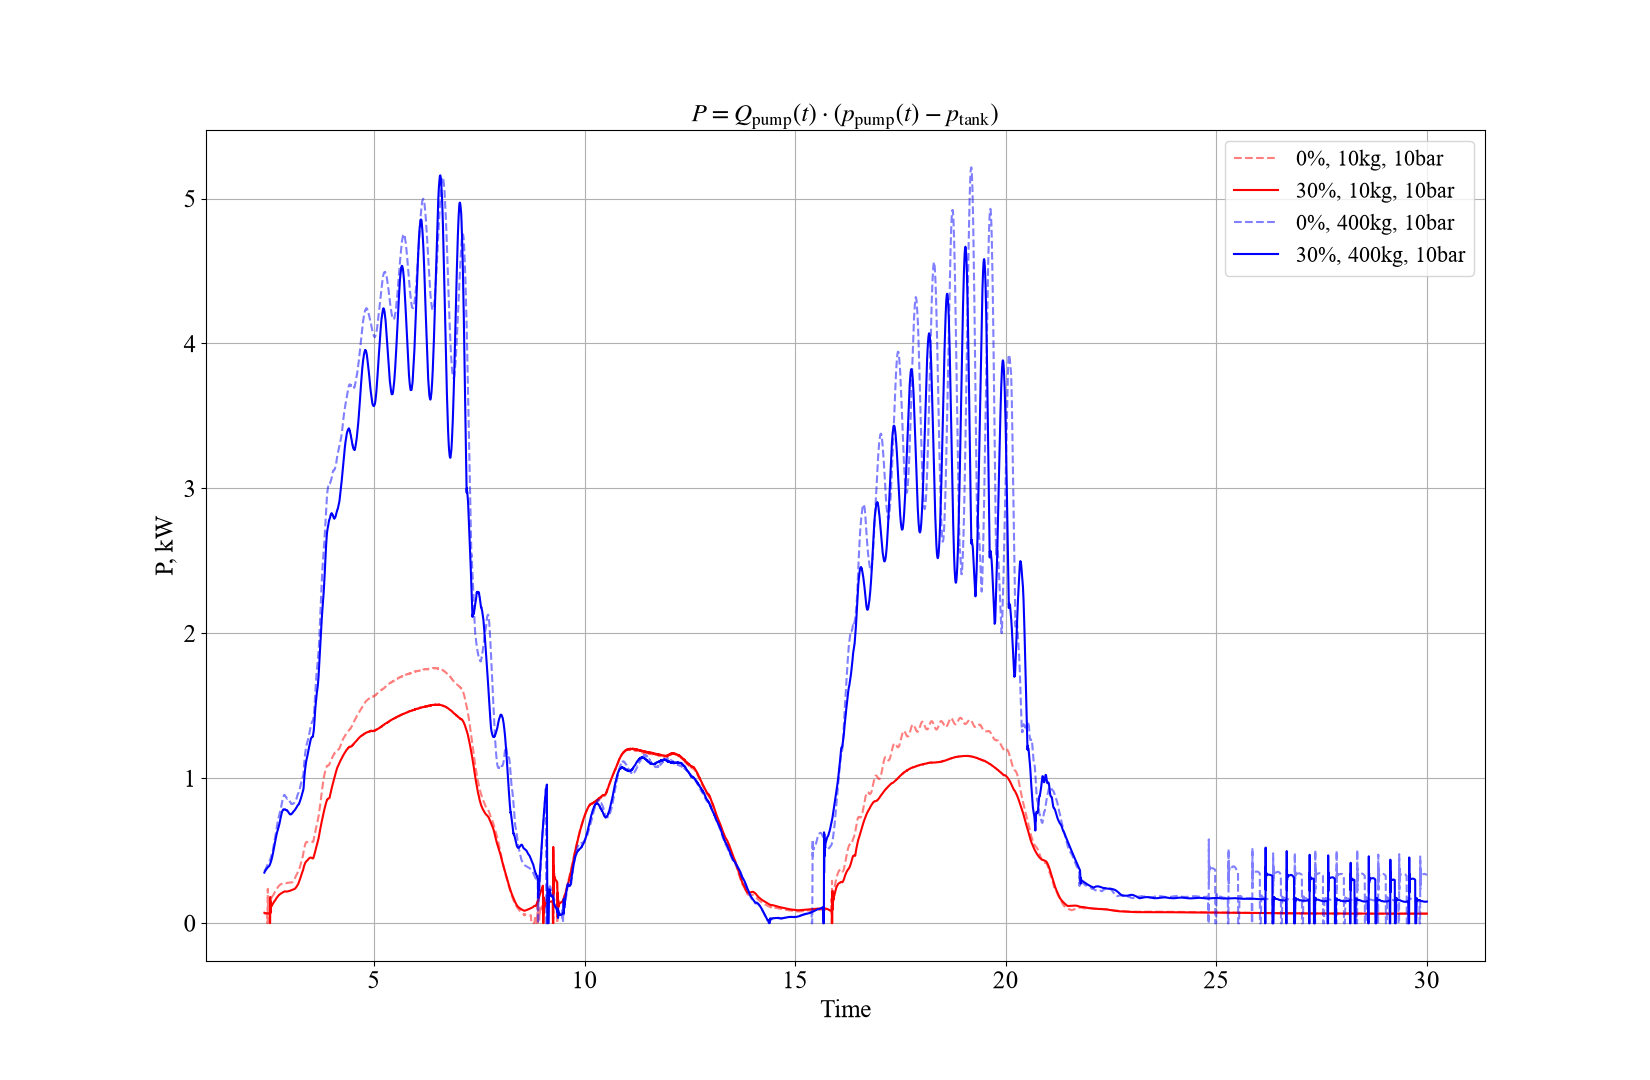 P = Q_pump(t) · (p_pump(t) − p_tank)
0%, 10kg, 10bar
30%, 10kg, 10bar
0%, 400kg, 10bar
30%, 400kg, 10bar
P, kW
5
4
3
2
1
0
5
10
15
20
25
30
Time